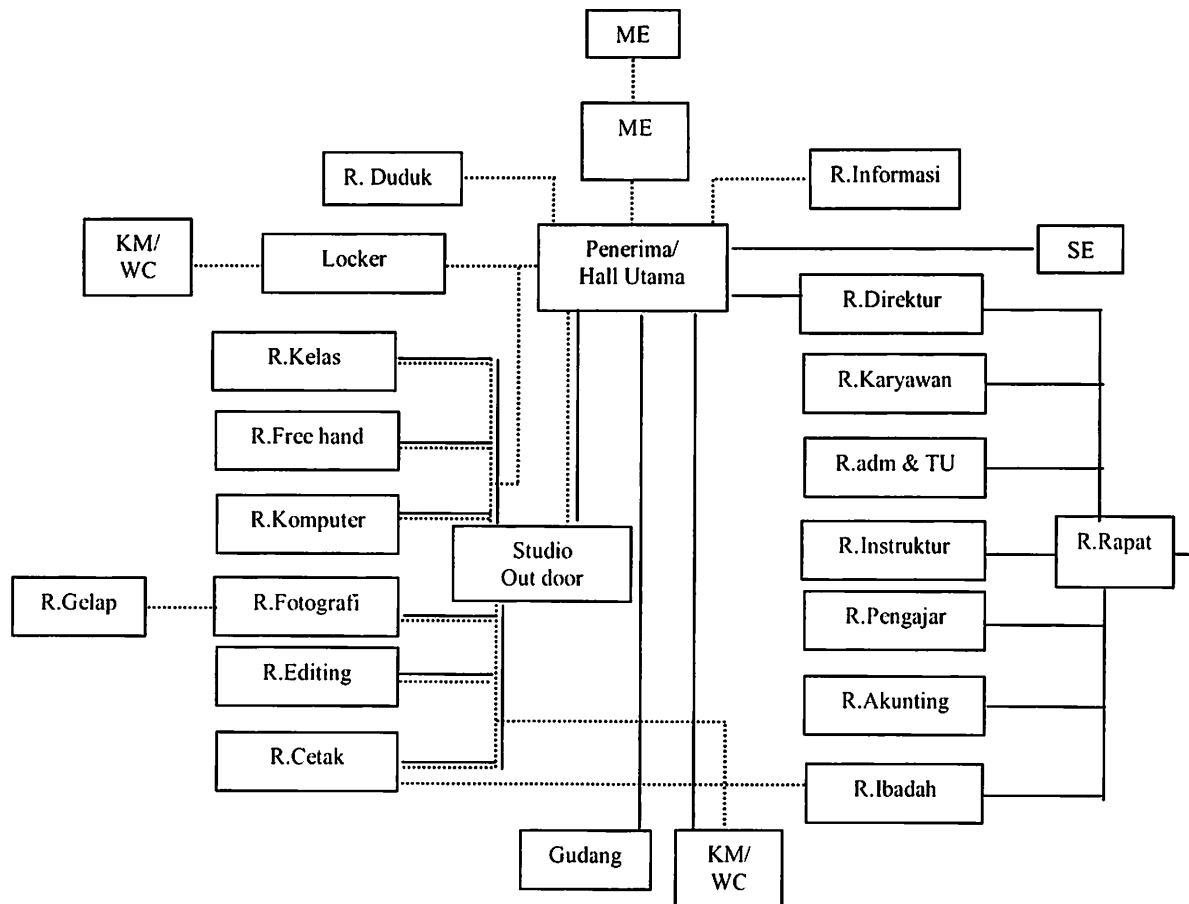 ME
ME
R. Duduk
R.Informasi
KM/
WC
Locker
Penerima/
Hall Utama
SE
R.Direktur
R.Kelas
R.Karyawan
R.Free hand
R.adm & TU
R.Komputer
Studio
Out door
R.Instruktur
R.Rapat
R.Gelap
R.Fotografi
R.Pengajar
R.Editing
R.Akunting
R.Cetak
R.Ibadah
Gudang
KM/
WC